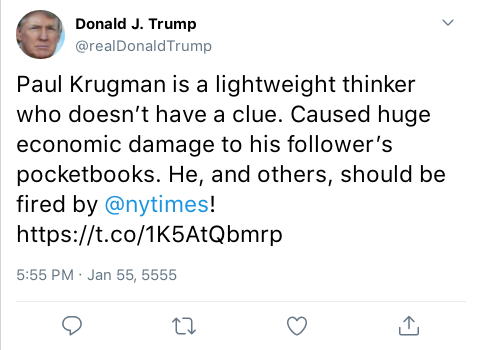 Donald J. Trump
@realDonaldTrump
Paul Krugman is a lightweight thinker
who doesn’t have a clue. Caused huge
economic damage to his follower’s
pocketbooks. He, and others, should be
fired by @nytimes!
https://t.co/1K5AtQbmrp
5:55 PM · Jan 55, 5555